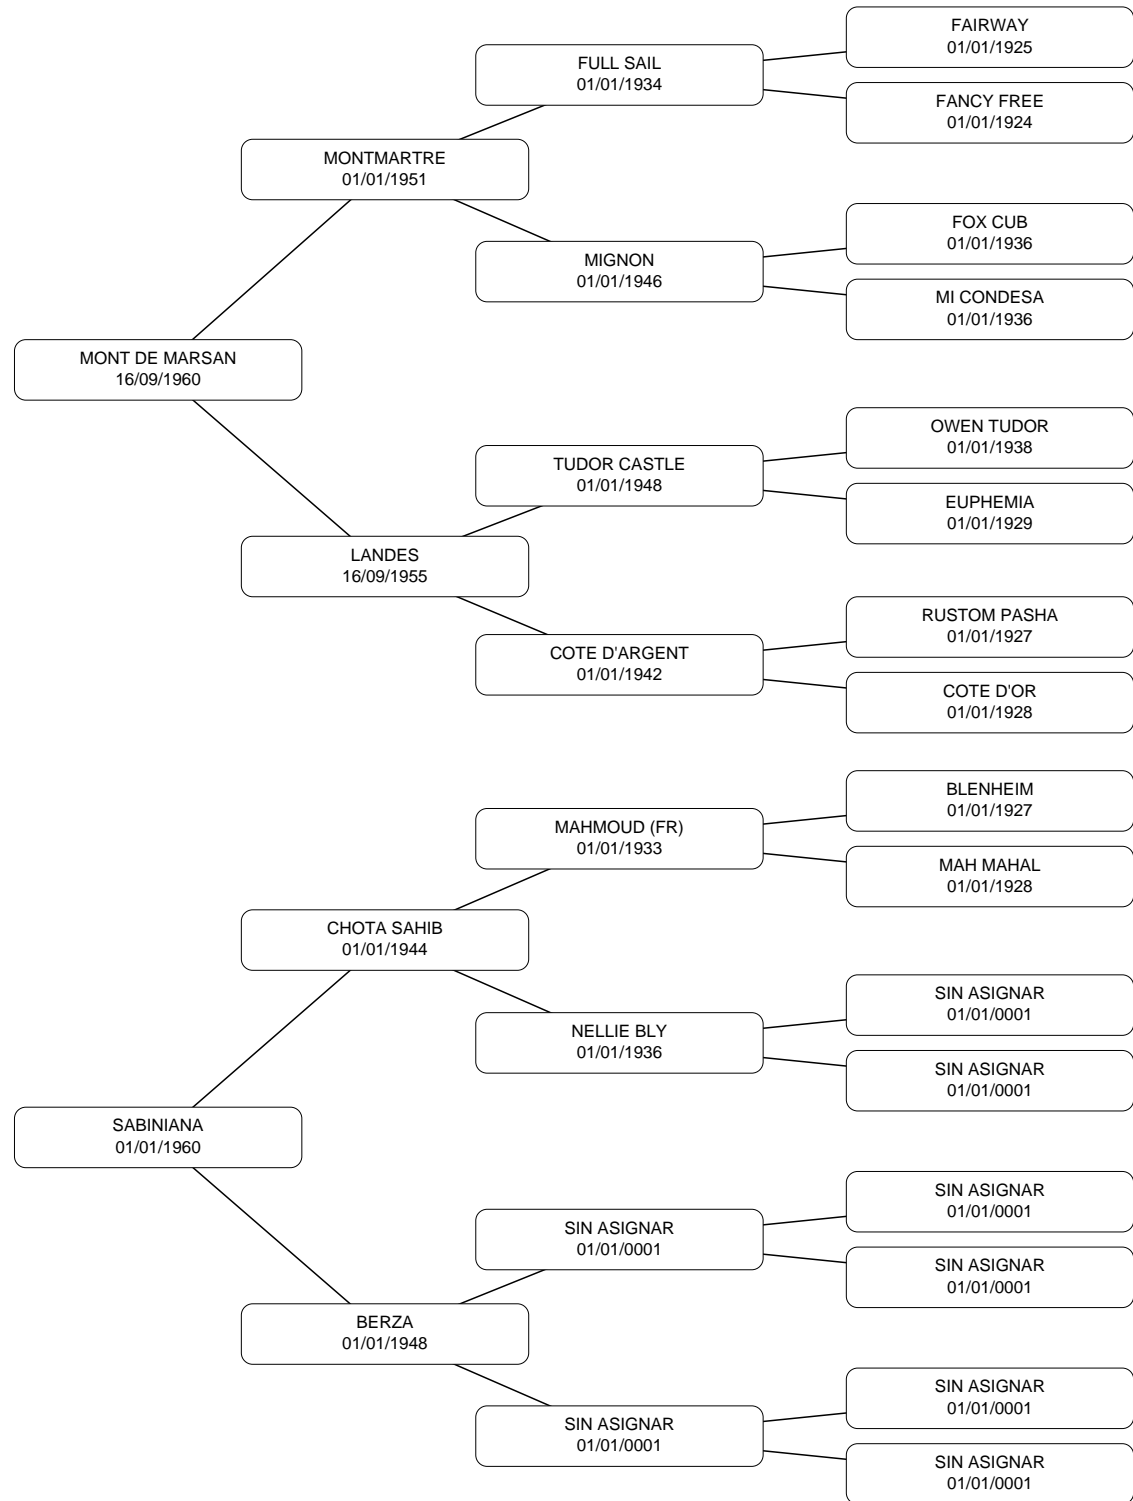 FAIRWAY
01/01/1925
FULL SAIL
01/01/1934
FANCY FREE
01/01/1924
MONTMARTRE
01/01/1951
FOX CUB
01/01/1936
MIGNON
01/01/1946
MI CONDESA
01/01/1936
MONT DE MARSAN
16/09/1960
OWEN TUDOR
01/01/1938
TUDOR CASTLE
01/01/1948
EUPHEMIA
01/01/1929
LANDES
16/09/1955
RUSTOM PASHA
01/01/1927
COTE D'ARGENT
01/01/1942
COTE D'OR
01/01/1928
BLENHEIM
01/01/1927
MAHMOUD (FR)
01/01/1933
MAH MAHAL
01/01/1928
CHOTA SAHIB
01/01/1944
SIN ASIGNAR
01/01/0001
NELLIE BLY
01/01/1936
SIN ASIGNAR
01/01/0001
SABINIANA
01/01/1960
SIN ASIGNAR
01/01/0001
SIN ASIGNAR
01/01/0001
SIN ASIGNAR
01/01/0001
BERZA
01/01/1948
SIN ASIGNAR
01/01/0001
SIN ASIGNAR
01/01/0001
SIN ASIGNAR
01/01/0001